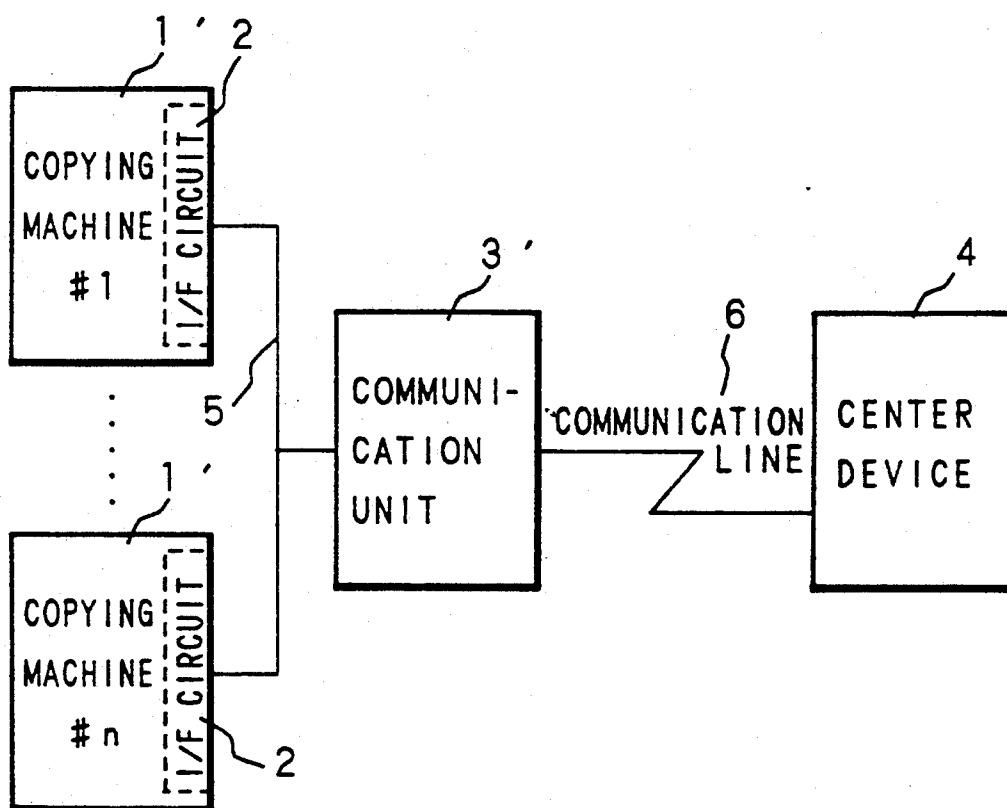 1'
2
COPYING
MACHINE
#1
I/F CIRCUIT
5
3'
COMMUNI-
CATION
UNIT
6
COMMUNICATION
LINE
4
CENTER
DEVICE
1'
COPYING
MACHINE
#n
I/F CIRCUIT
2